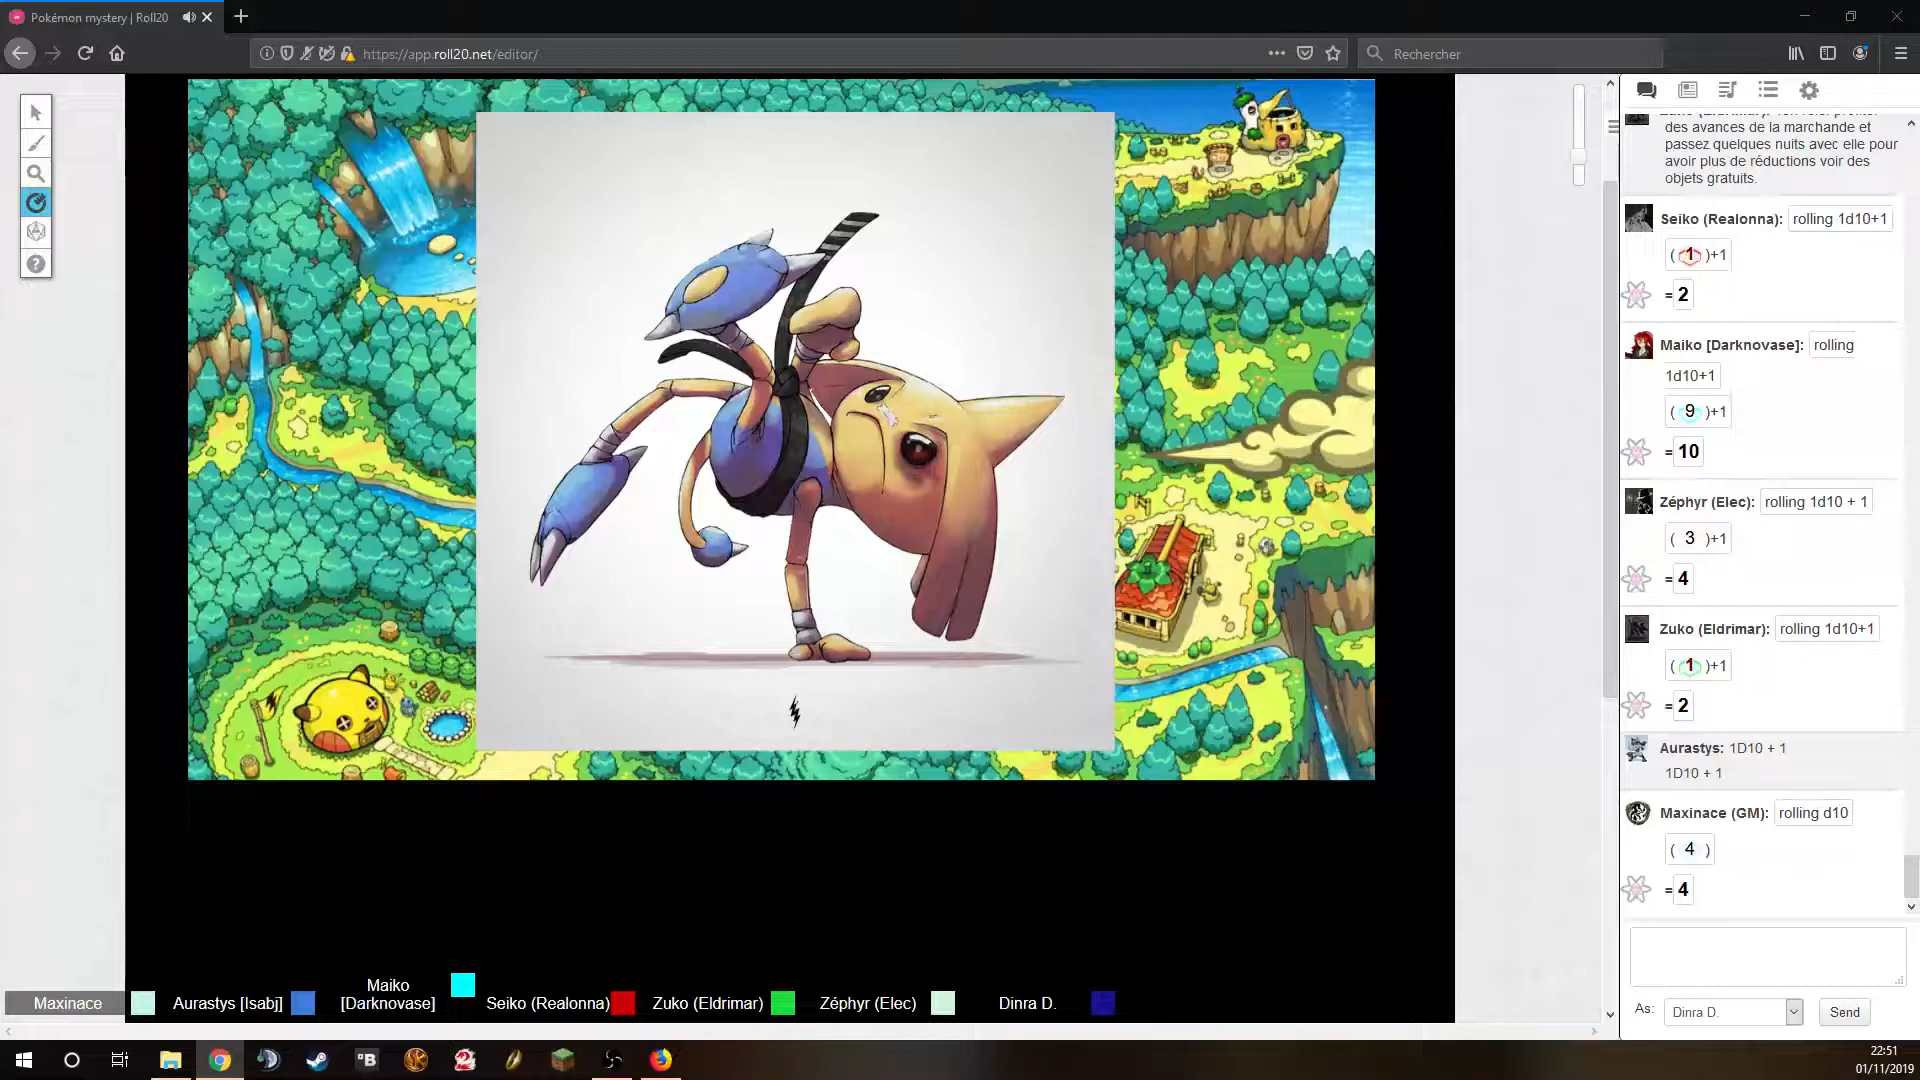 Pokémon mystery | Roll20
https://app.roll20.net/editor/
Rechercher
des avances de la marchande et
passez quelques nuits avec elle pour
avoir plus de réductions voir des
objets gratuits.
Seiko (Realonna): rolling 1d10+1
( 1 )+1
= 2
Maiko [Darknovase]: rolling
1d10+1
( 9 )+1
= 10
Zéphyr (Elec): rolling 1d10 + 1
( 3 )+1
= 4
Zuko (Eldrimar): rolling 1d10+1
( 1 )+1
= 2
Aurastys: 1D10 + 1
1D10 + 1
Maxinace (GM): rolling d10
( 4 )
= 4
As: Dinra D. Send
Maxinace
Aurastys [Isabj]
Maiko
[Darknovase]
Seiko (Realonna)
Zuko (Eldrimar)
Zéphyr (Elec)
Dinra D.
22:51
01/11/2019